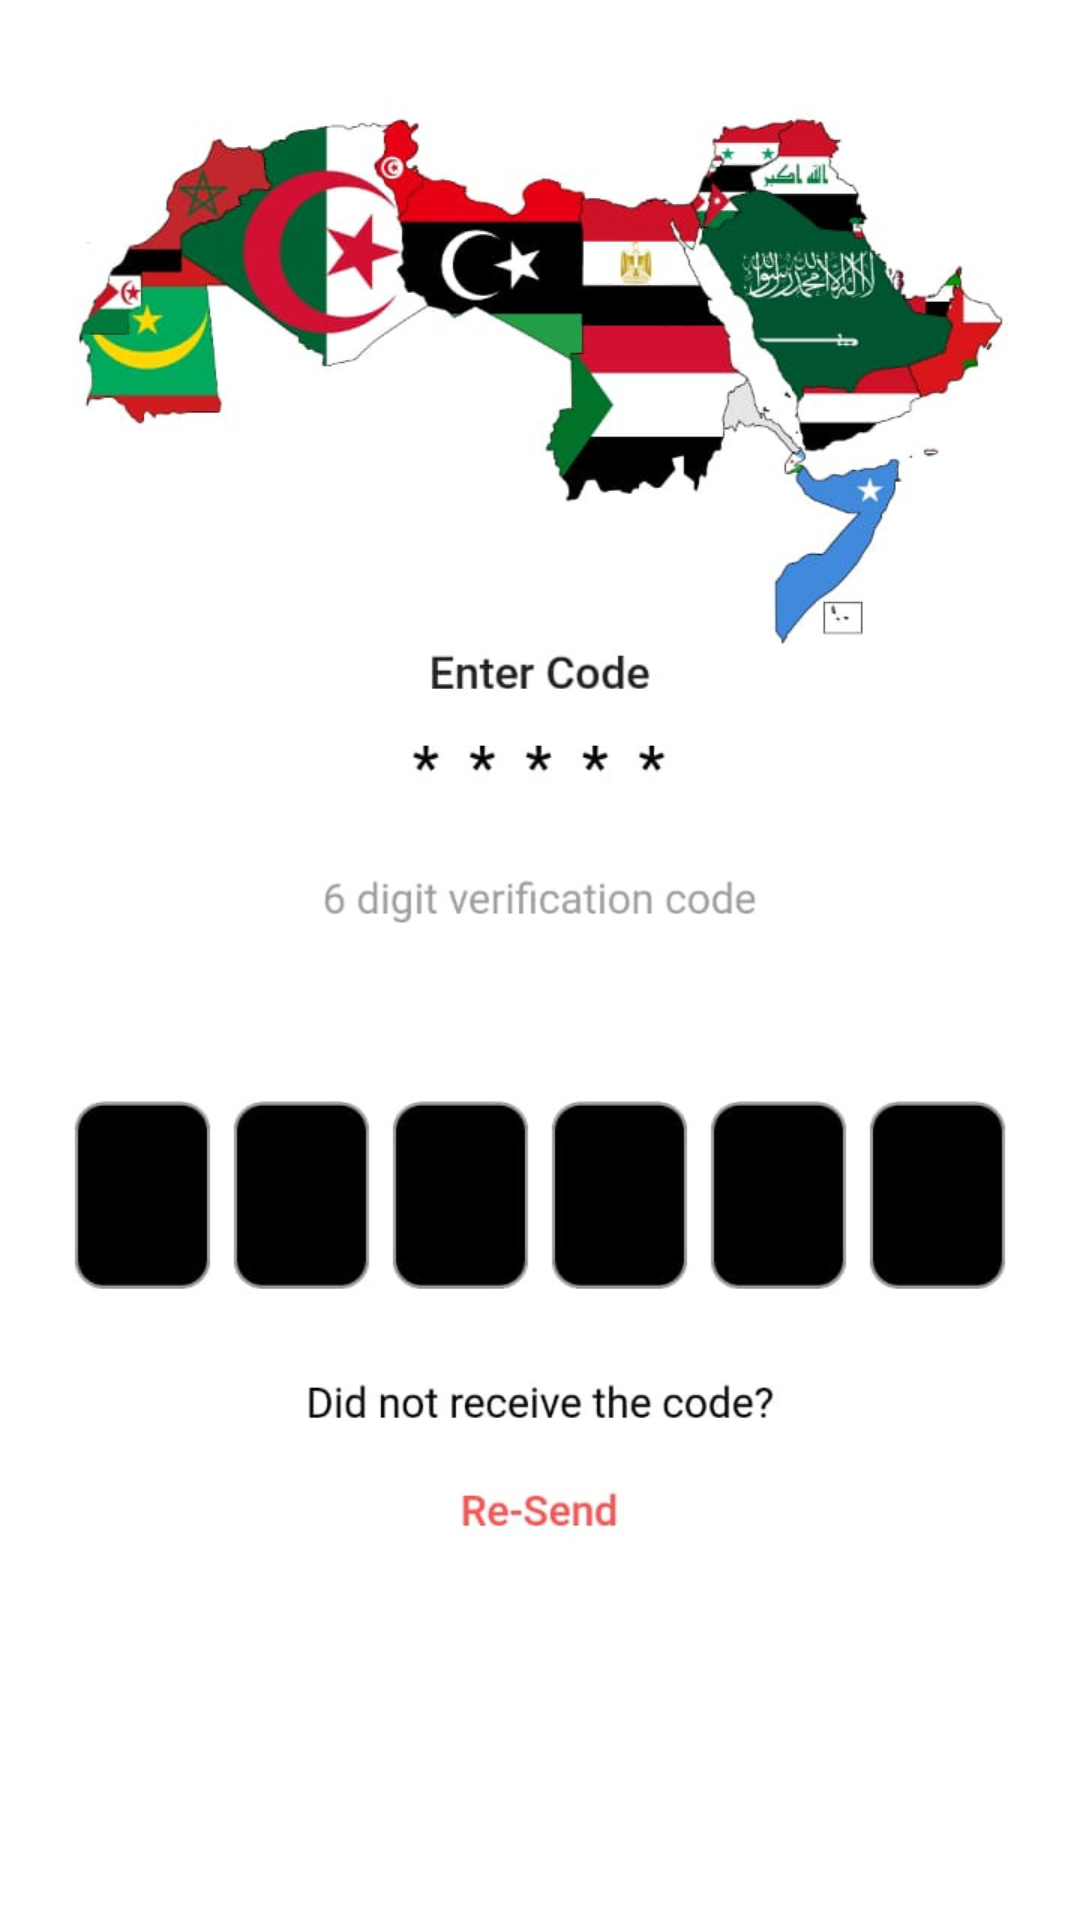 الله اكبر
لا إله إلا الله محمد رسول الله
Enter Code
* * * * *
6 digit verification code
Did not receive the code?
Re-Send